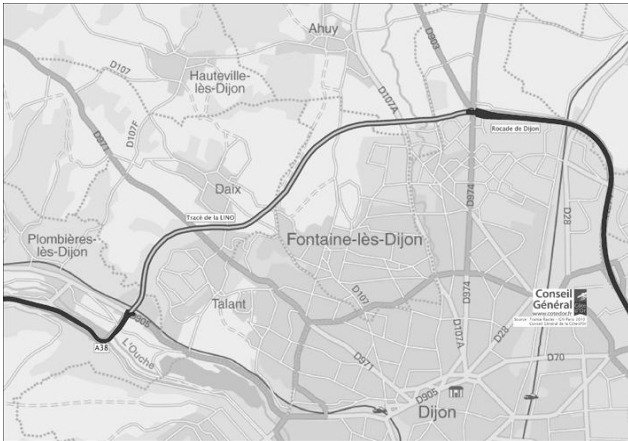 Ahuy
D903
D107
Hauteville-
lès-Dijon
D107A
D107F
D971
Rocade de Dijon
Daix
D974
Tracé de la LINO
D28
Plombières-
lès-Dijon
Fontaine-lès-Dijon
Talant
D107
D974
Conseil
Général
www.cotedor.fr
D905
A38
L'Ouche
D107A
D28
D971
D70
D905
Dijon